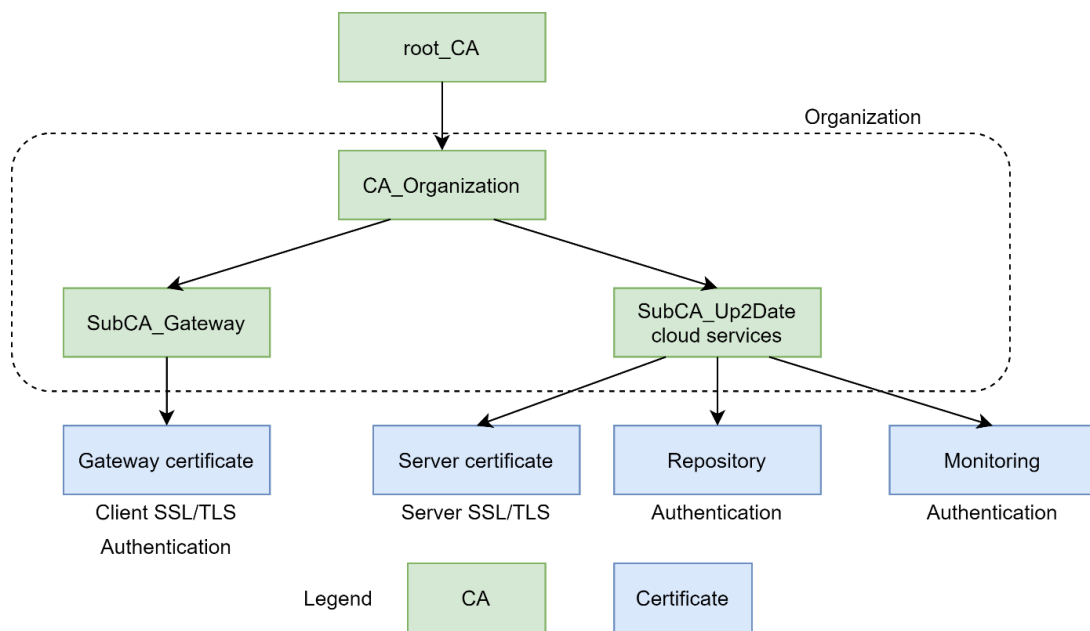 root_CA
Organization
CA_Organization
SubCA_Gateway
SubCA_Up2Date
cloud services
Gateway certificate
Server certificate
Repository
Monitoring
Client SSL/TLS
Authentication
Server SSL/TLS
Authentication
Authentication
Legend
CA
Certificate